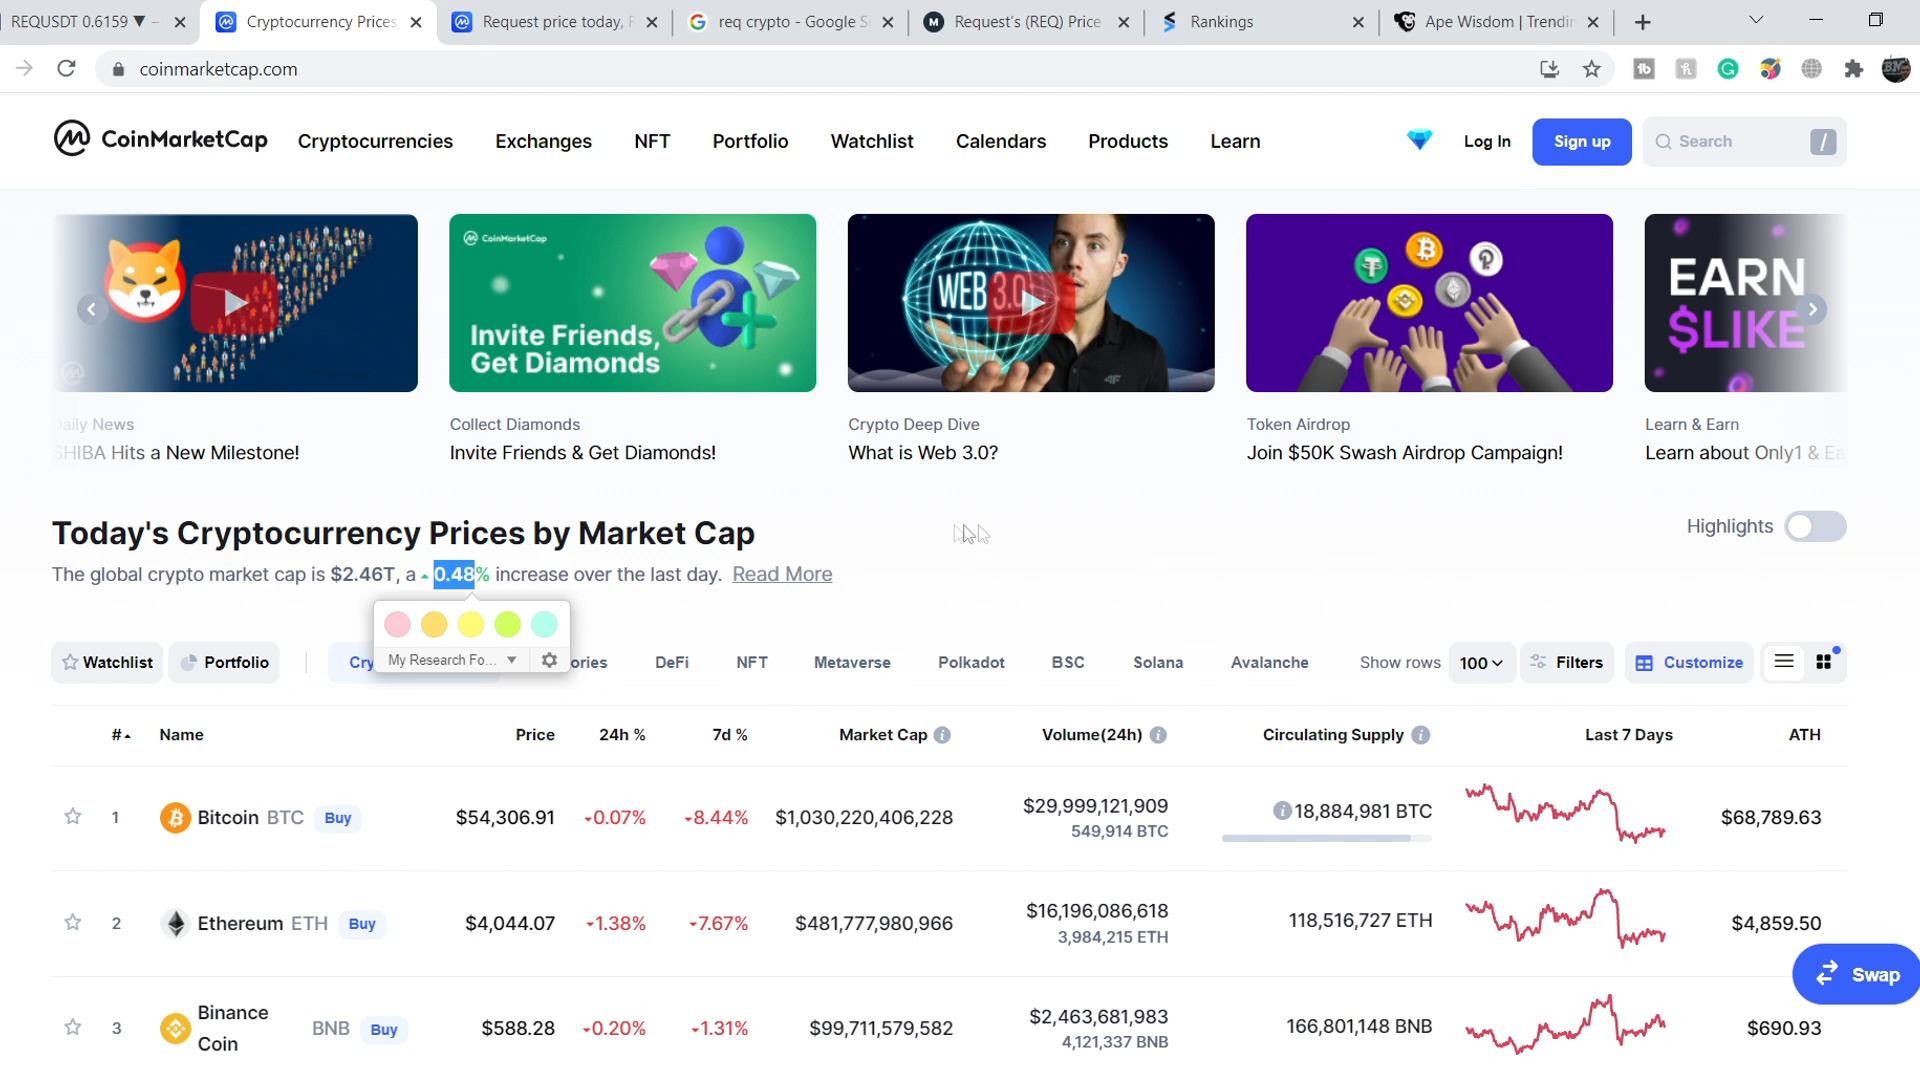 REQUSDT 0.6159 ▼ −
Cryptocurrency Prices
Request price today,
req crypto - Google S
Request's (REQ) Price
Rankings
Ape Wisdom | Trendin
coinmarketcap.com
CoinMarketCap
Cryptocurrencies
Exchanges
NFT
Portfolio
Watchlist
Calendars
Products
Learn
Log In
Sign up
Search
/
CoinMarketCap
Invite Friends,
Get Diamonds
WEB 3.0
EARN
$LIKE
Daily News
Collect Diamonds
Crypto Deep Dive
Token Airdrop
Learn & Earn
SHIBA Hits a New Milestone!
Invite Friends & Get Diamonds!
What is Web 3.0?
Join $50K Swash Airdrop Campaign!
Learn about Only1 & Ea
Today's Cryptocurrency Prices by Market Cap
Highlights
The global crypto market cap is $2.46T, a 0.48% increase over the last day. Read More
My Research Fo... ▼
Watchlist
Portfolio
Cry
ories
DeFi
NFT
Metaverse
Polkadot
BSC
Solana
Avalanche
Show rows
100
Filters
Customize
# Name Price 24h % 7d % Market Cap Volume(24h) Circulating Supply Last 7 Days ATH
1 Bitcoin BTC Buy $54,306.91 -0.07% -8.44% $1,030,220,406,228 $29,999,121,909 18,884,981 BTC $68,789.63
549,914 BTC
2 Ethereum ETH Buy $4,044.07 -1.38% -7.67% $481,777,980,966 $16,196,086,618 118,516,727 ETH $4,859.50
3,984,215 ETH
Swap
3 Binance Coin BNB Buy $588.28 -0.20% -1.31% $99,711,579,582 $2,463,681,983 166,801,148 BNB $690.93
4,121,337 BNB